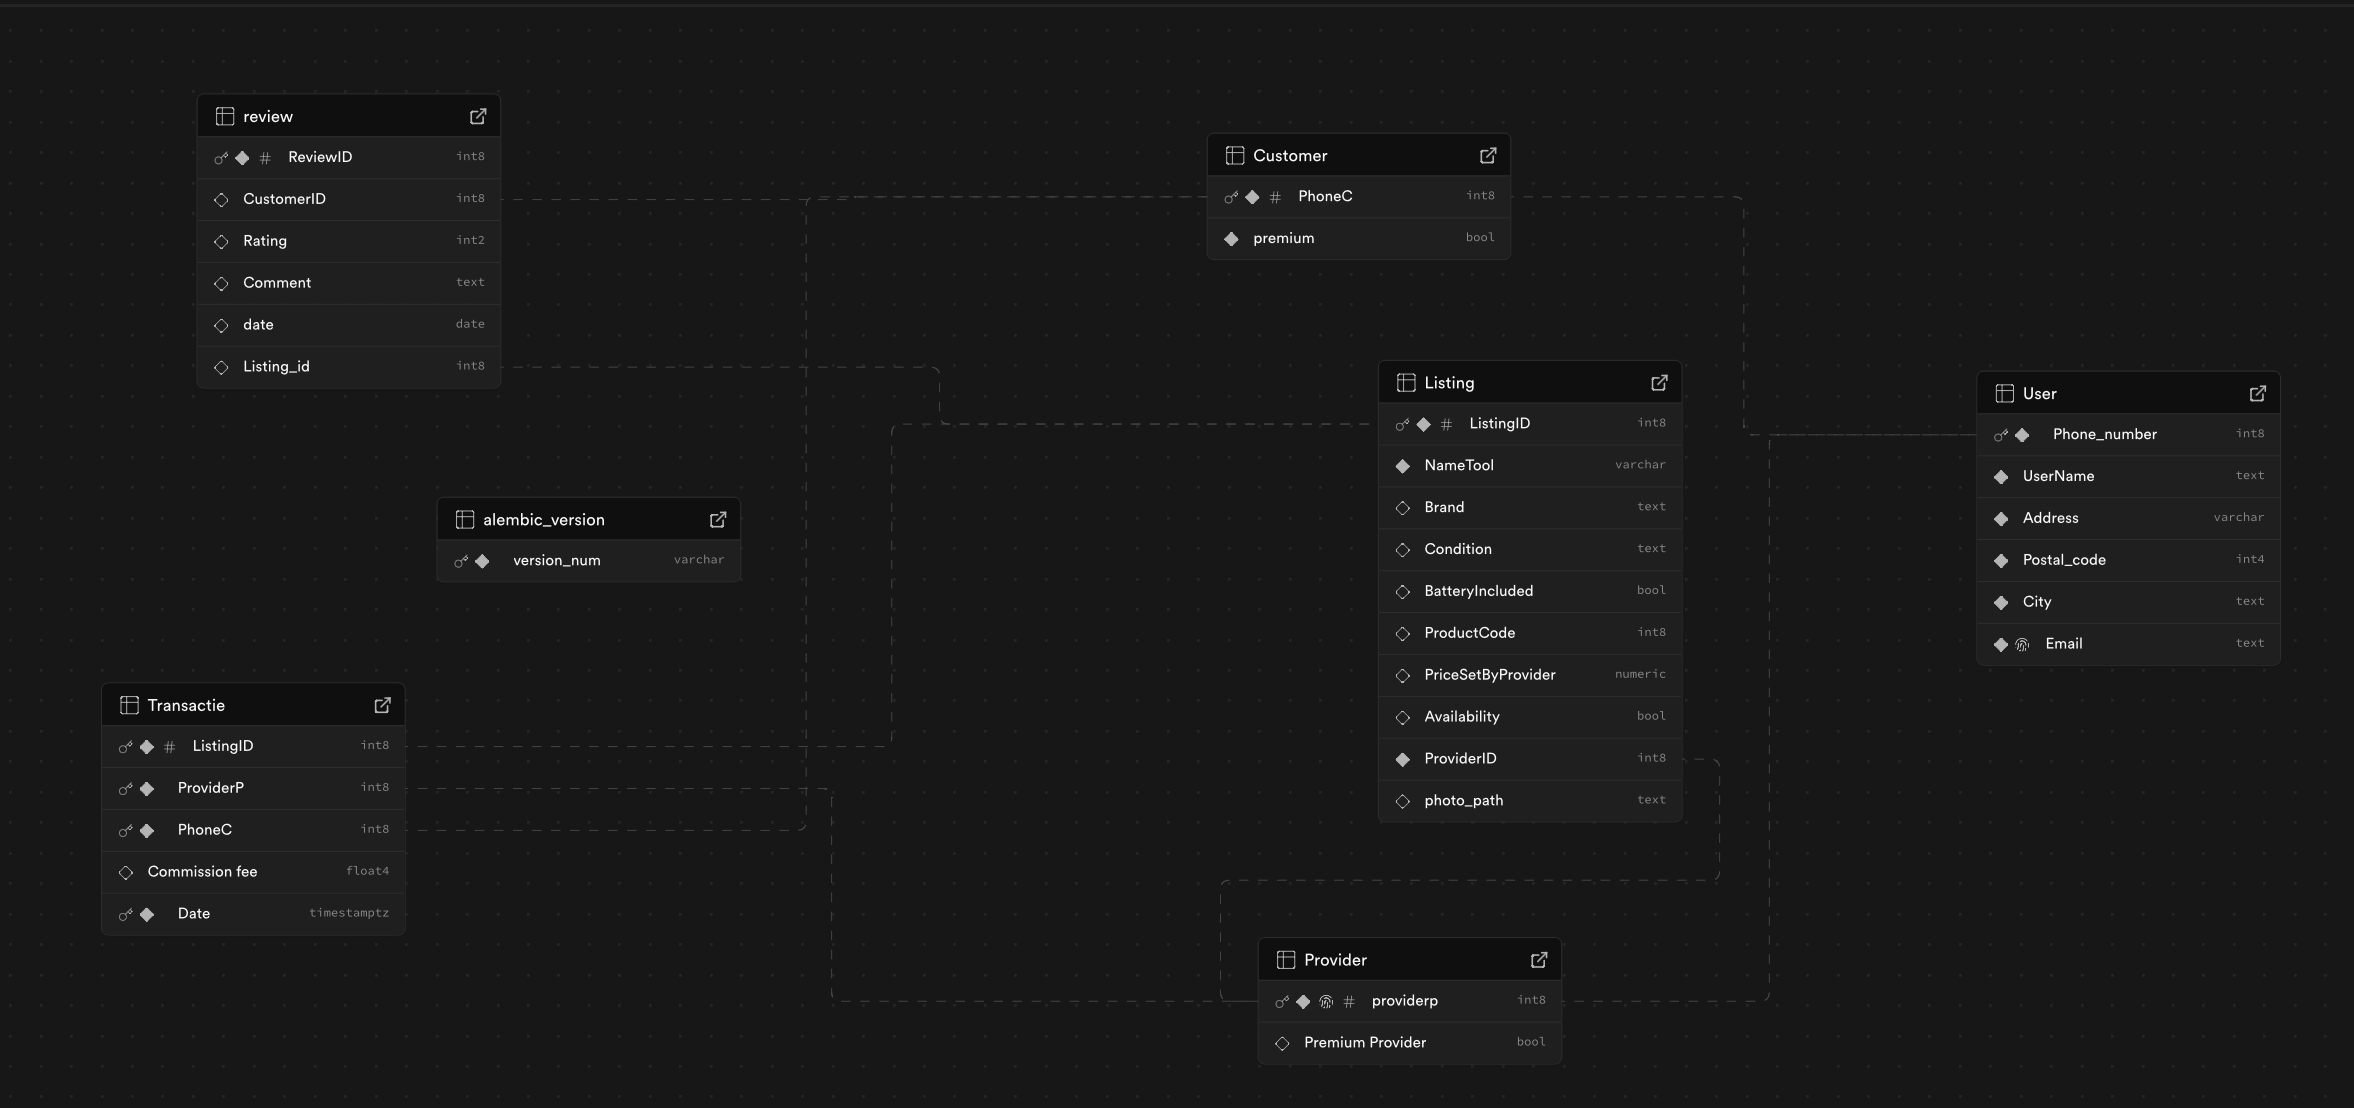 review
ReviewID int8
CustomerID int8
Rating int2
Comment text
date date
Listing_id int8
Customer
PhoneC int8
premium bool
Listing
ListingID int8
NameTool varchar
Brand text
Condition text
BatteryIncluded bool
ProductCode int8
PriceSetByProvider numeric
Availability bool
ProviderID int8
photo_path text
User
Phone_number int8
UserName text
Address varchar
Postal_code int4
City text
Email text
alembic_version
version_num varchar
Transactie
ListingID int8
ProviderP int8
PhoneC int8
Commission fee float4
Date timestamptz
Provider
providerp int8
Premium Provider bool